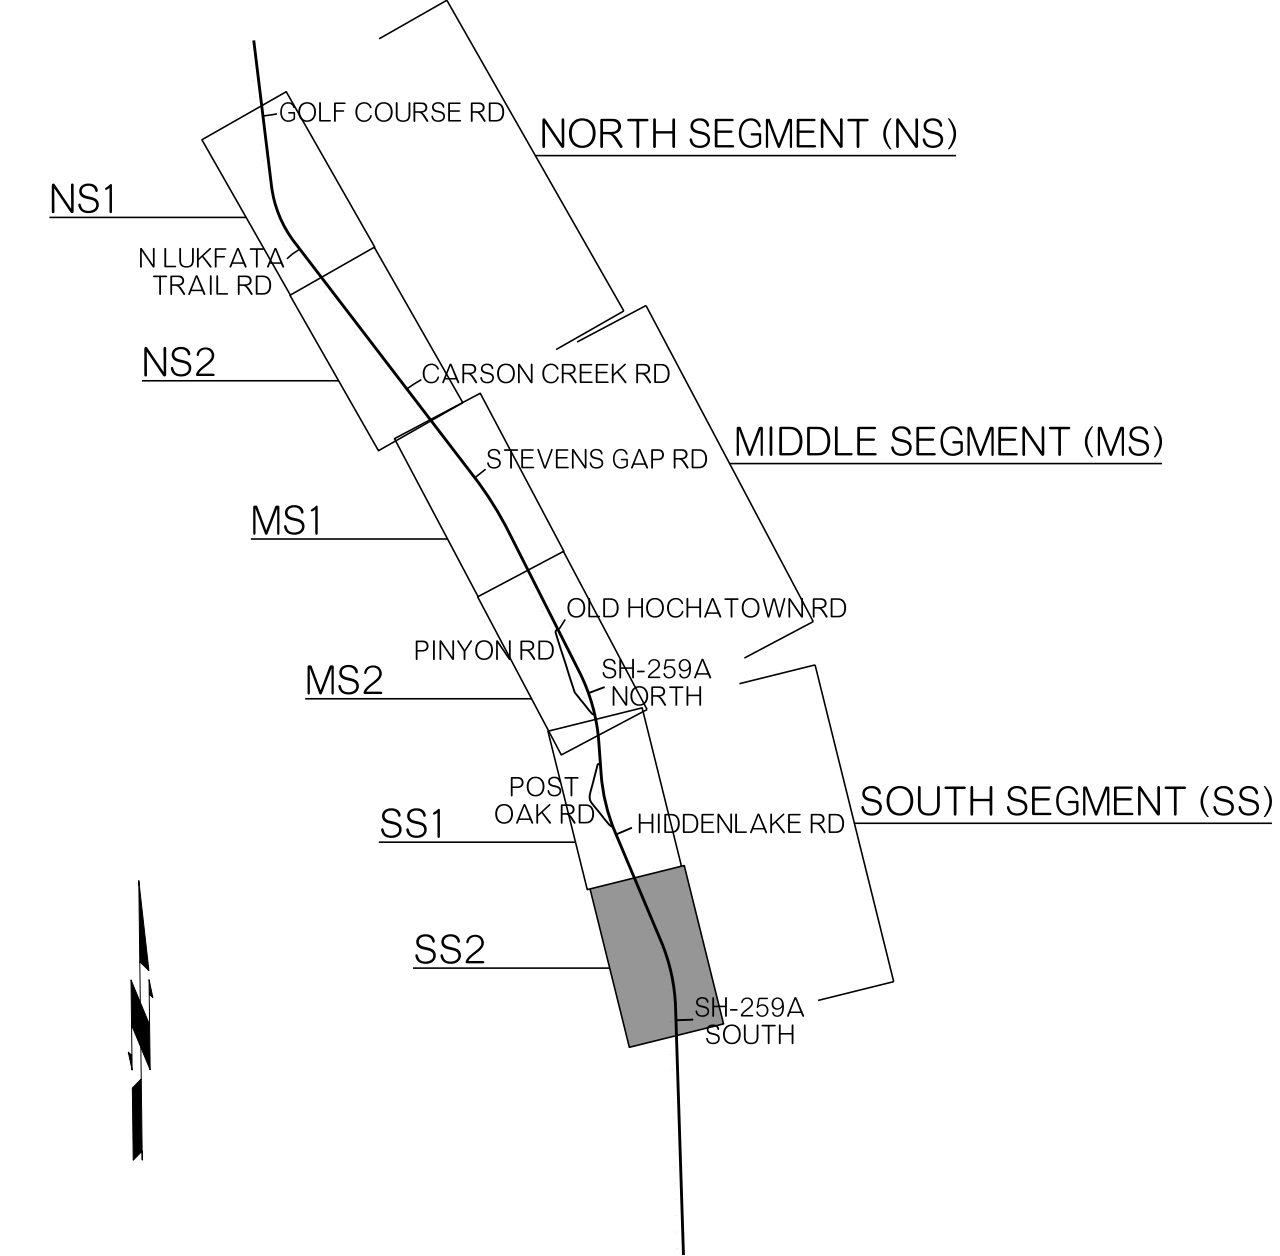 GOLF COURSE RD
NORTH SEGMENT (NS)
NS1
N LUKFATA
TRAIL RD
NS2
CARSON CREEK RD
MIDDLE SEGMENT (MS)
STEVENS GAP RD
MS1
OLD HOCHATOWN RD
PINYON RD
SH-259A
NORTH
MS2
POST
OAK RD
SOUTH SEGMENT (SS)
SS1
HIDDENLAKE RD
SS2
SH-259A
SOUTH
N